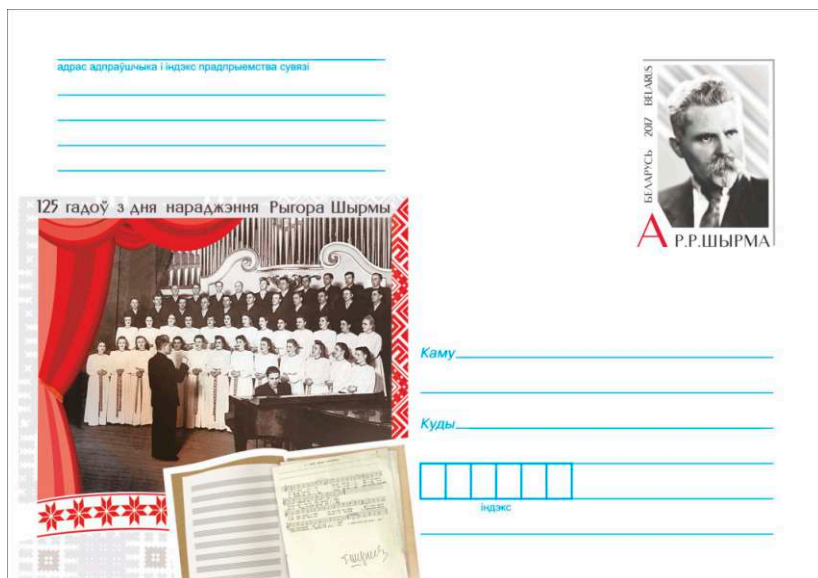 адрас адпраўшчыка і індэкс прадпрыемства сувязі
БЕЛАРУСЬ 2017 BELARUS
А Р.Р.ШЫРМА
125 гадоў з дня нараджэння Рыгора Шырмы
Каму
Куды
індэкс